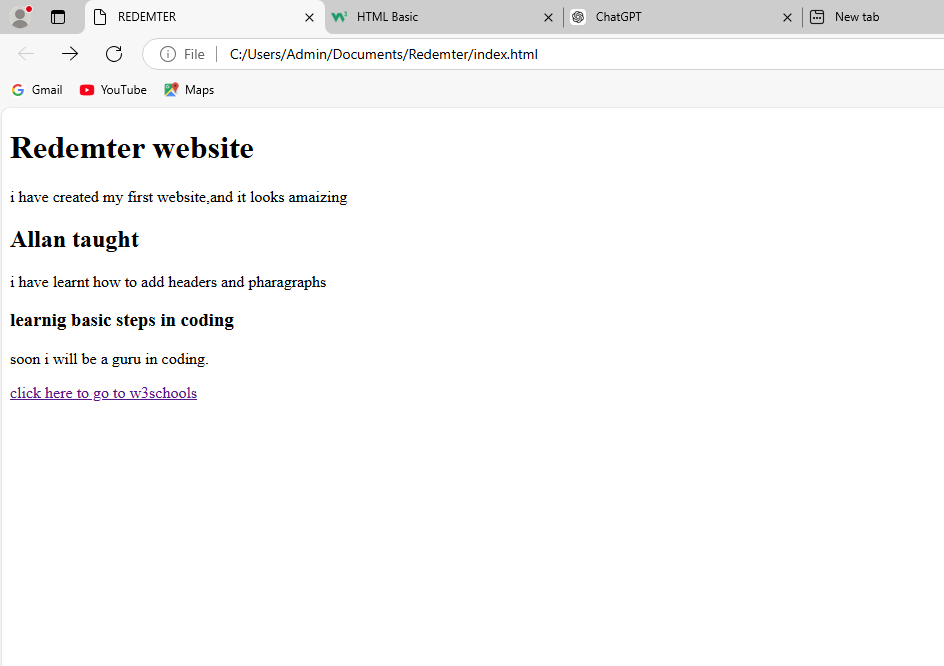 REDEMTER
HTML Basic
ChatGPT
New tab
File
C:/Users/Admin/Documents/Redemter/index.html
Gmail
YouTube
Maps
Redemter website
i have created my first website,and it looks amaizing
Allan taught
i have learnt how to add headers and pharagraphs
learnig basic steps in coding
soon i will be a guru in coding.
click here to go to w3schools